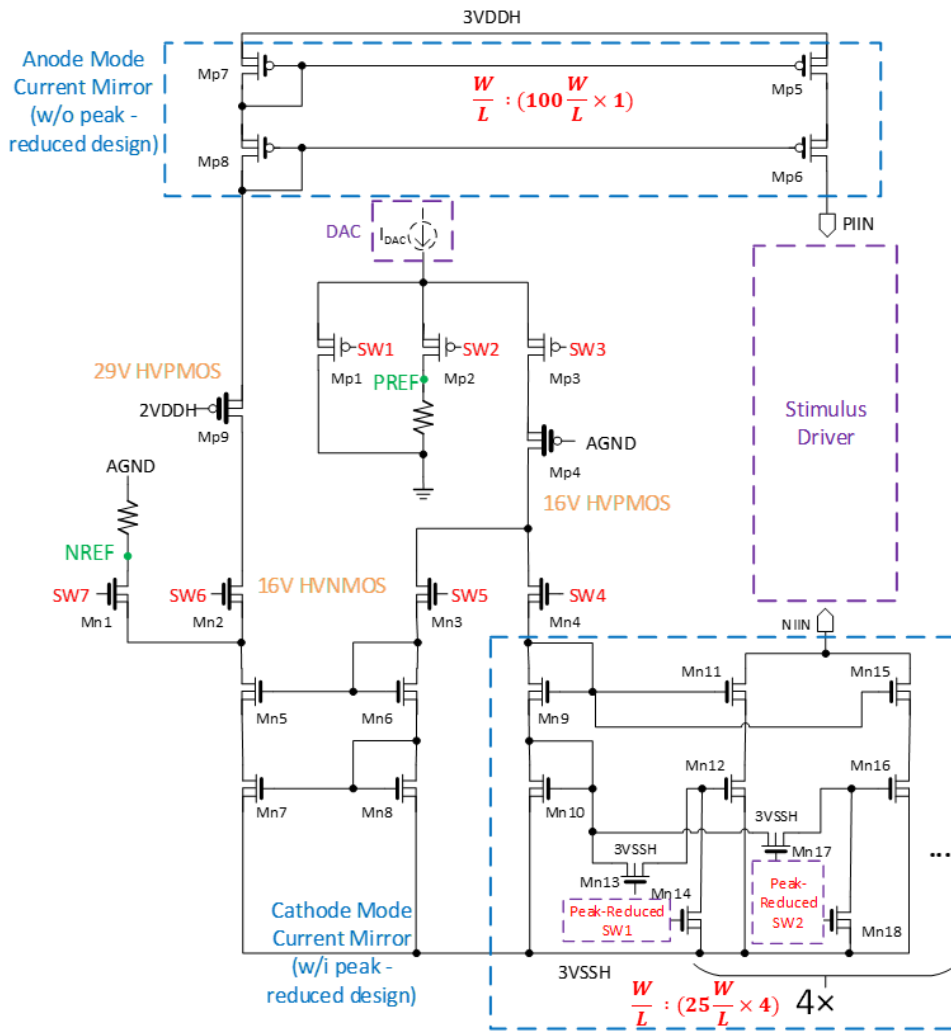 3VDDH
Anode Mode
Current Mirror
(w/o peak -
reduced design)
Mp7
Mp5
W/L : (100 W/L × 1)
Mp8
Mp6
DAC
IDAC
PIIN
SW1
SW2
SW3
Mp1
Mp2
Mp3
PREF
29V HVPMOS
2VDDH
Mp9
AGND
Mp4
Stimulus
Driver
AGND
16V HVPMOS
NREF
16V HVNMOS
SW7
SW6
SW5
SW4
Mn1
Mn2
Mn3
Mn4
NIIN
Mn11
Mn15
Mn5
Mn6
Mn9
Mn12
Mn16
Mn7
Mn8
Mn10
3VSSH
3VSSH
Mn17
Mn13
Mn14
Peak-Reduced
SW1
Peak-
Reduced
SW2
Mn18
...
Cathode Mode
Current Mirror
(w/i peak -
reduced design)
3VSSH
W/L : (25 W/L × 4)
4×